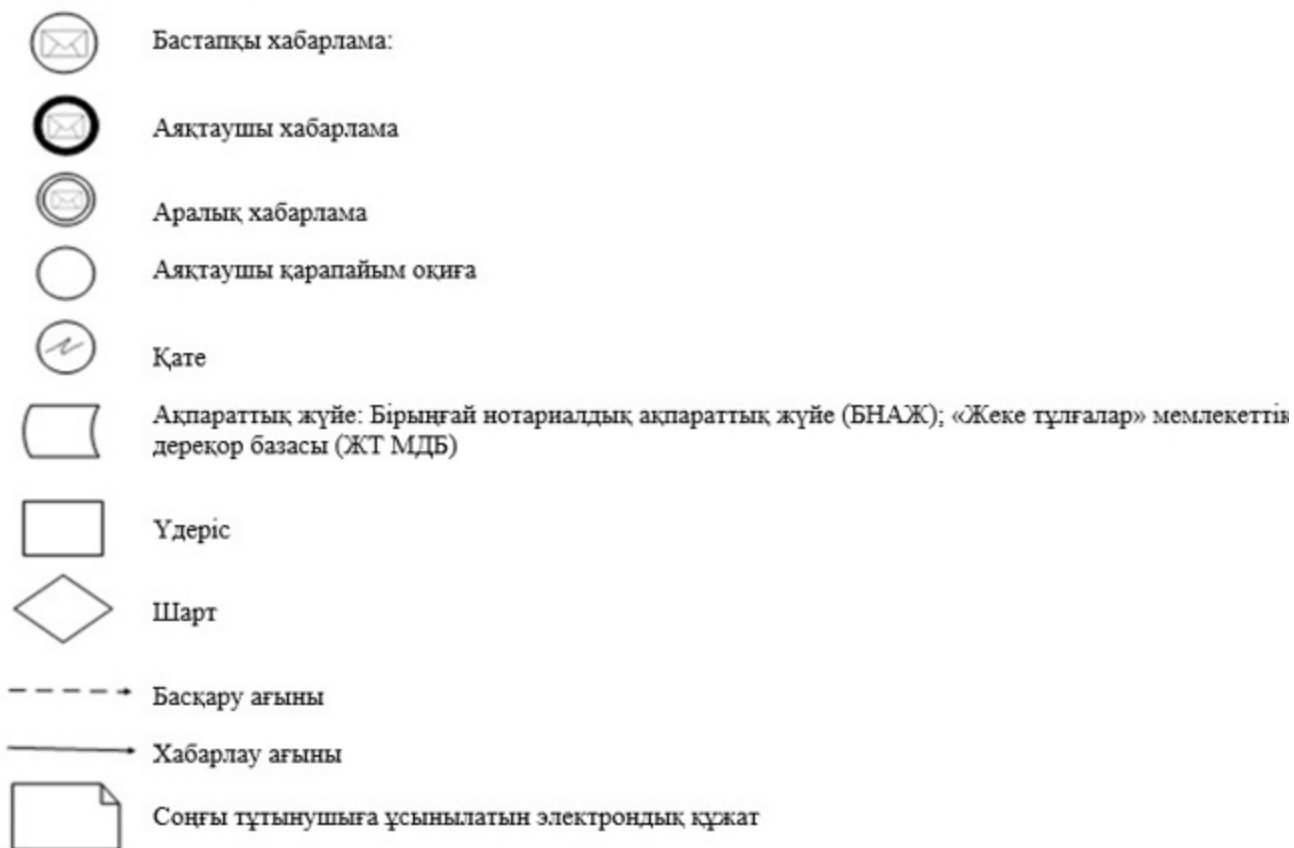 Бастапқы хабарлама:
Аяқтаушы хабарлама
Аралық хабарлама
Аяқтаушы қарапайым оқиға
Қате
Ақпараттық жүйе: Бірыңғай нотариалдық ақпараттық жүйе (БНАЖ); «Жеке тұлғалар» мемлекеттік
дереқор базасы (ЖТ МДБ)
Үдеріс
Шарт
Басқару ағыны
Хабарлау ағыны
Соңғы тұтынушыға ұсынылатын электрондық құжат